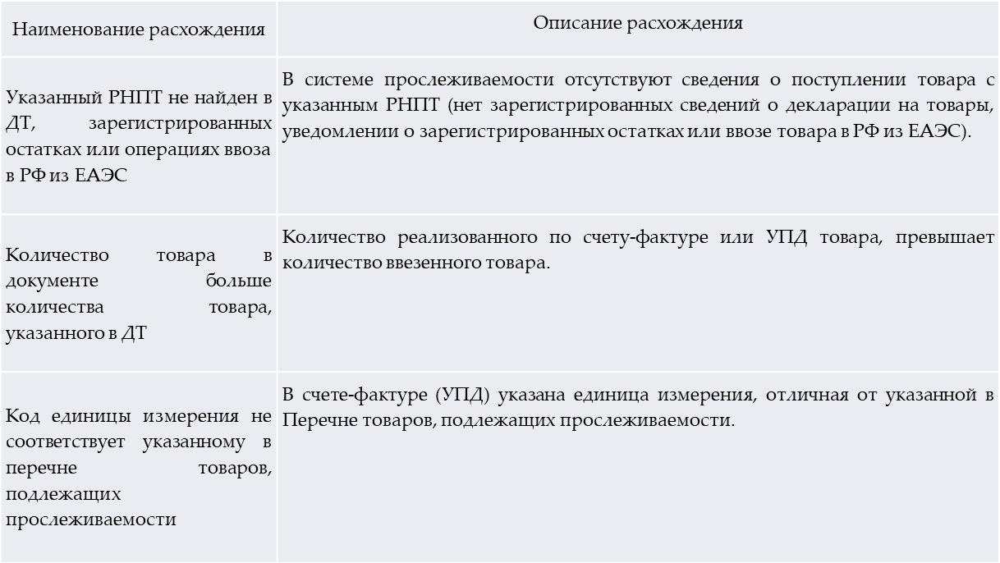 Наименование расхождения
Описание расхождения
Указанный РНПТ не найден в
ДТ, зарегистрированных
остатках или операциях ввоза
в РФ из ЕАЭС
В системе прослеживаемости отсутствуют сведения о поступлении товара с
указанным РНПТ (нет зарегистрированных сведений о декларации на товары,
уведомлении о зарегистрированных остатках или ввозе товара в РФ из ЕАЭС).
Количество товара в
документе больше
количества товара,
указанного в ДТ
Количество реализованного по счету-фактуре или УПД товара, превышает
количество ввезенного товара.
Код единицы измерения не
соответствует указанному в
перечне товаров,
подлежащих
прослеживаемости
В счете-фактуре (УПД) указана единица измерения, отличная от указанной в
Перечне товаров, подлежащих прослеживаемости.